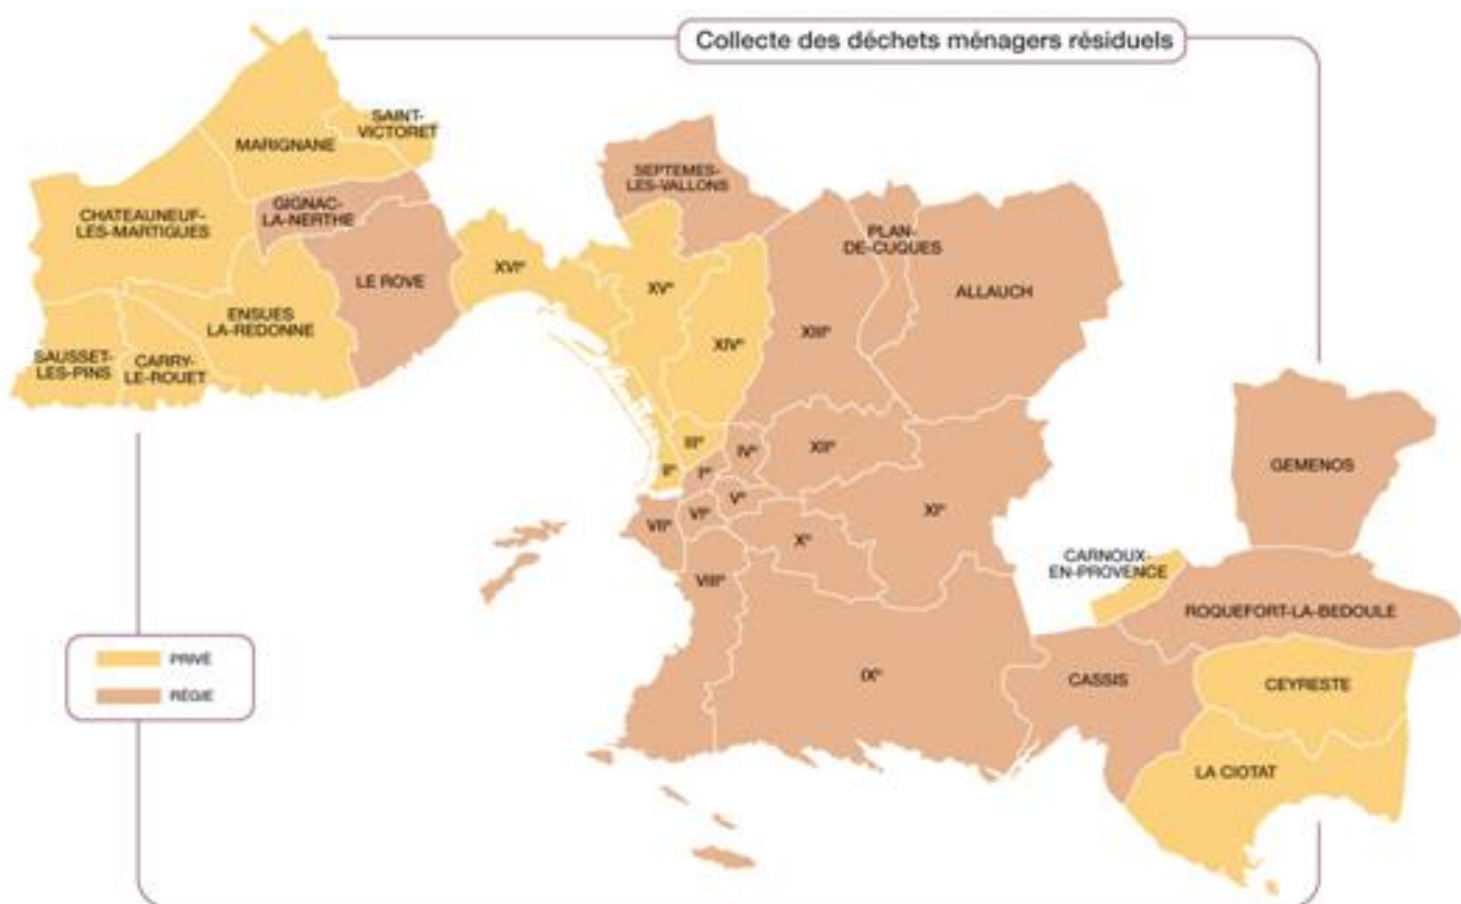 Collecte des déchets ménagers résiduels
SAINT-
VICTORET
MARIGNANE
SEPTEMES-
LES-VALLONS
GIGNAC-
LA-NERTHE
CHATEAUNEUF-
LES-MARTIGUES
PLAN-
DE-CUQUES
XVIᵉ
LE ROVE
XVᵉ
ALLAUCH
ENSUES
LA-REDONNE
XIIIᵉ
XIVᵉ
SAUSSET-
LES-PINS
CARRY-
LE-ROUET
IIIᵉ
IVᵉ
XIIᵉ
IIᵉ
Iᵉ
GEMENOS
Vᵉ
VIᵉ
VIIᵉ
XIᵉ
Xᵉ
CARNOUX-
EN-PROVENCE
VIIIᵉ
ROQUEFORT-LA-BEDOULE
PRIVÉ
RÉGIE
IXᵉ
CASSIS
CEYRESTE
LA CIOTAT